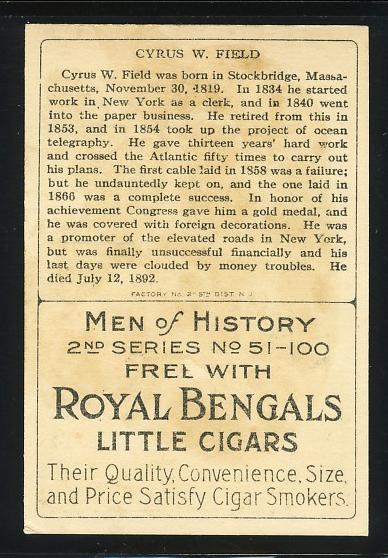 CYRUS W. FIELD
Cyrus W. Field was born in Stockbridge, Massa-
chusetts, November 30, 1819. In 1834 he started
work in New York as a clerk, and in 1840 went
into the paper business. He retired from this in
1853, and in 1854 took up the project of ocean
telegraphy. He gave thirteen years' hard work
and crossed the Atlantic fifty times to carry out
his plans. The first cable laid in 1858 was a failure;
but he undauntedly kept on, and the one laid in
1866 was a complete success. In honor of his
achievement Congress gave him a gold medal, and
he was covered with foreign decorations. He was
a promoter of the elevated roads in New York,
but was finally unsuccessful financially and his
last days were clouded by money troubles. He
died July 12, 1892.
FACTORY No. 2- 5TH DIST. N.J.
MEN of HISTORY
2ND SERIES No 51-100
FREE WITH
ROYAL BENGALS
LITTLE CIGARS
Their Quality, Convenience, Size,
and Price Satisfy Cigar Smokers.